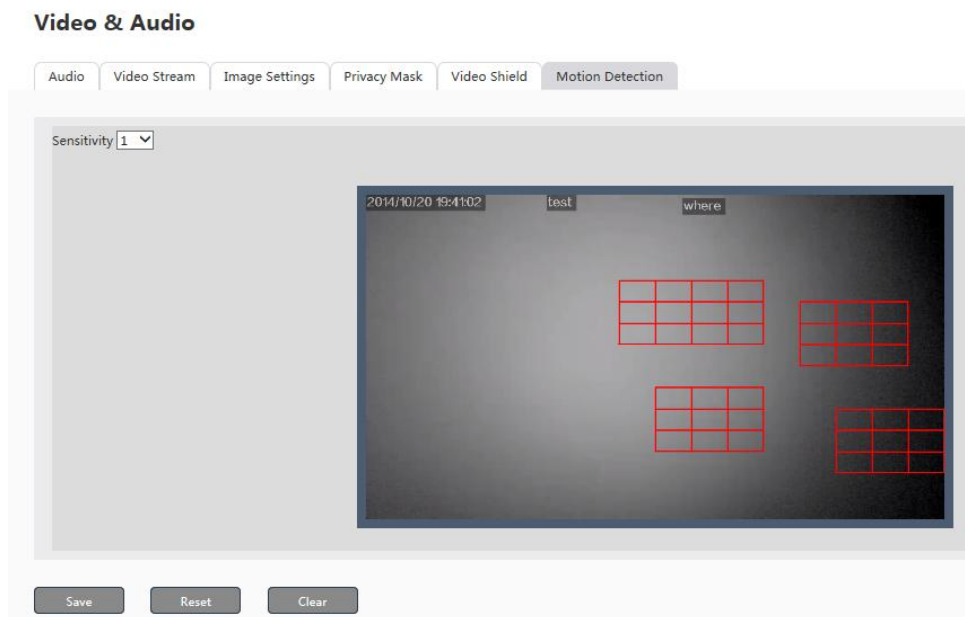 Video & Audio
Audio Video Stream Image Settings Privacy Mask Video Shield Motion Detection
Sensitivity 1
2014/10/20 19:41:02 test where
Save Reset Clear